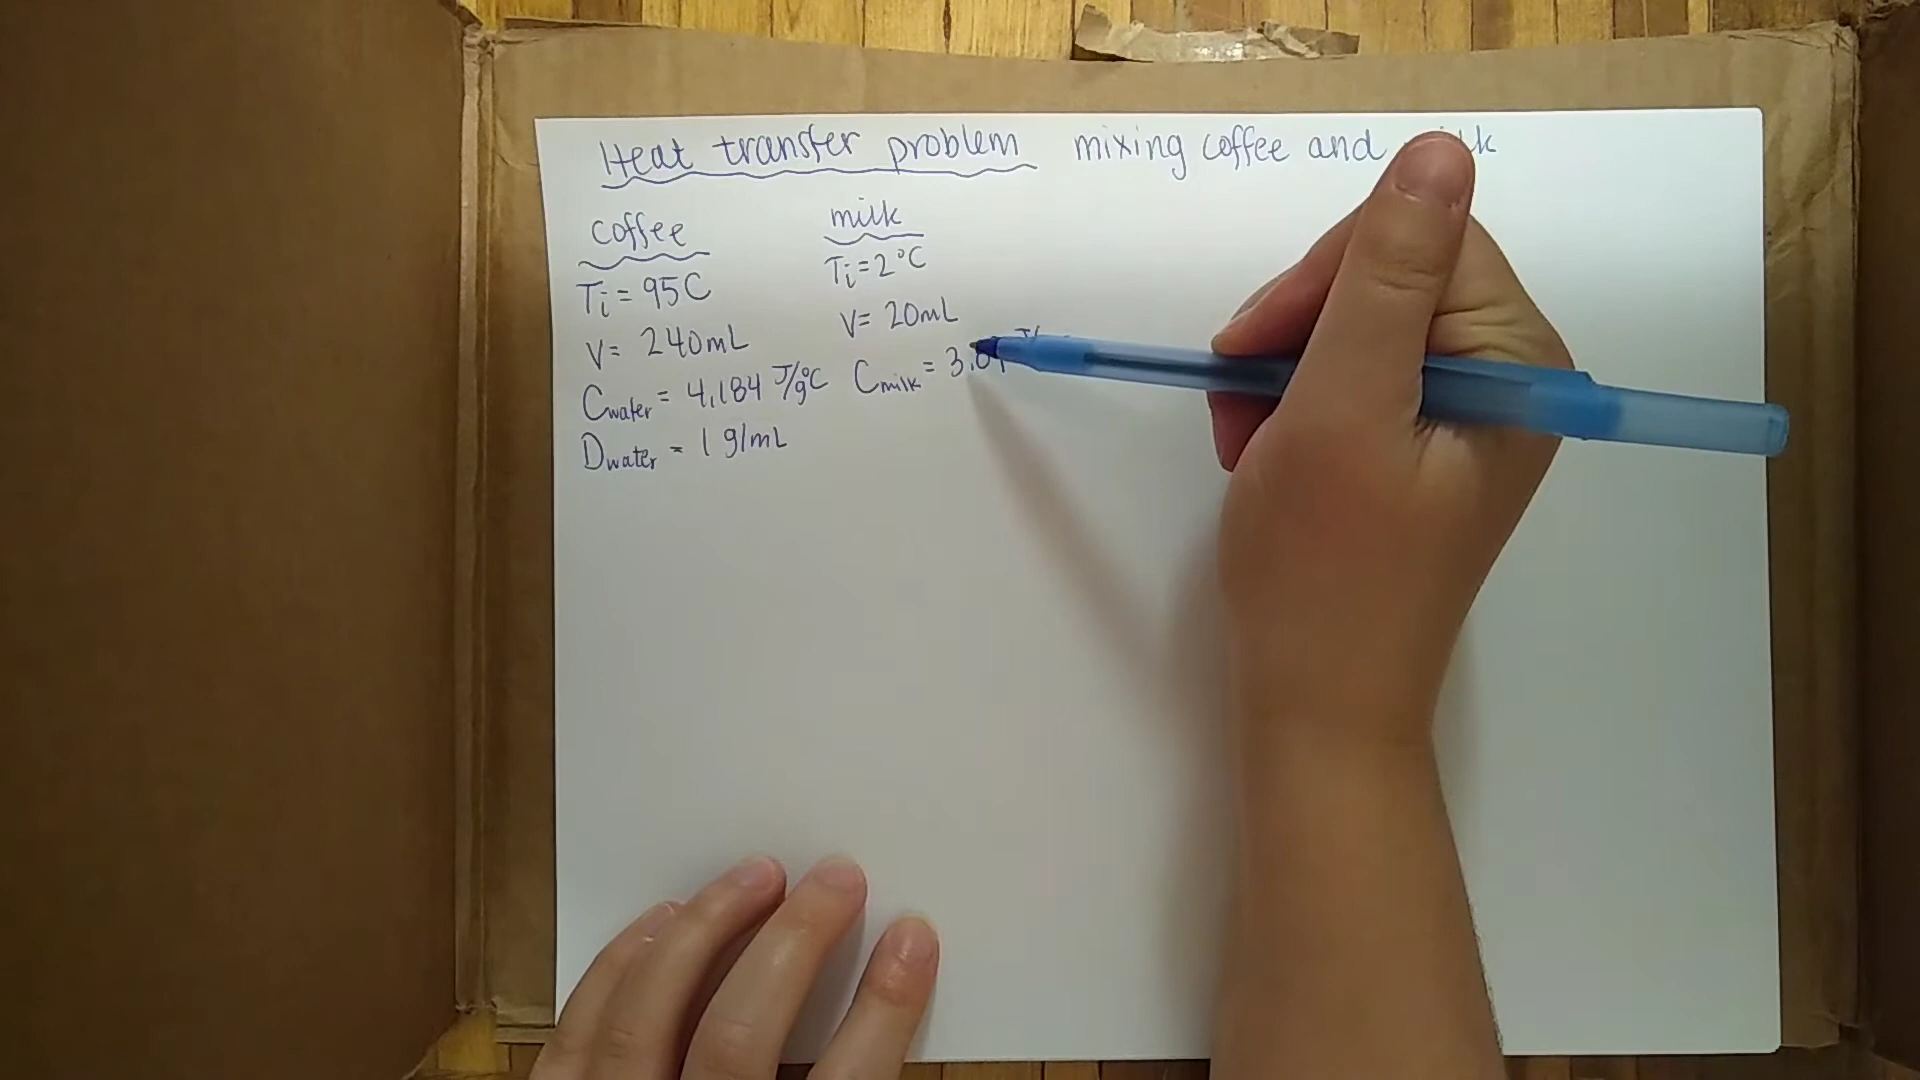 Heat transfer problem mixing coffee and
coffee
Ti = 95C
V = 240mL
Cwater = 4.184 J/g°C
Dwater = 1 g/mL
milk
Ti = 2°C
V = 20mL
Cmilk =